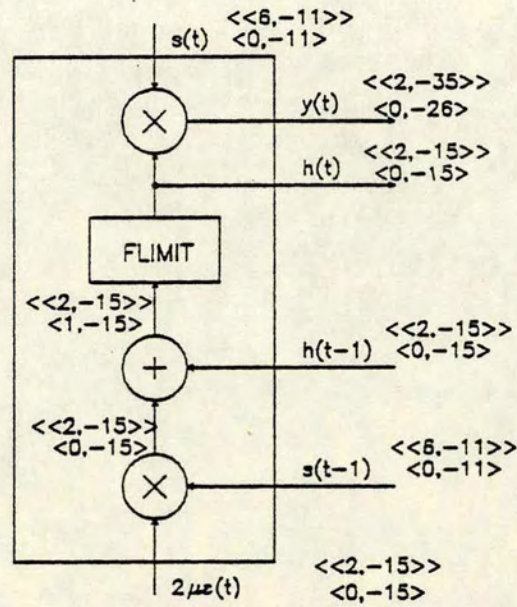 <<6,-11>>
s(t) <0,-11>
<<2,-35>>
y(t) <0,-26>
<<2,-15>>
h(t) <0,-15>
FLIMIT
<<2,-15>>
<1,-15>
<<2,-15>>
+ h(t-1) <0,-15>
<<2,-15>>
<0,-15>
<<6,-11>>
s(t-1) <0,-11>
<<2,-15>>
2με(t) <0,-15>